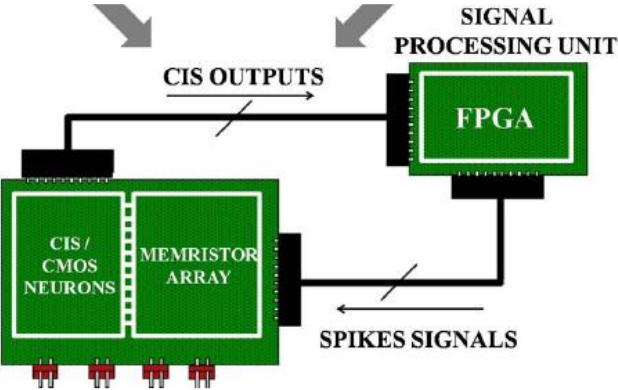 SIGNAL
PROCESSING UNIT
CIS OUTPUTS
FPGA
CIS /
CMOS
NEURONS
MEMRISTOR
ARRAY
SPIKES SIGNALS